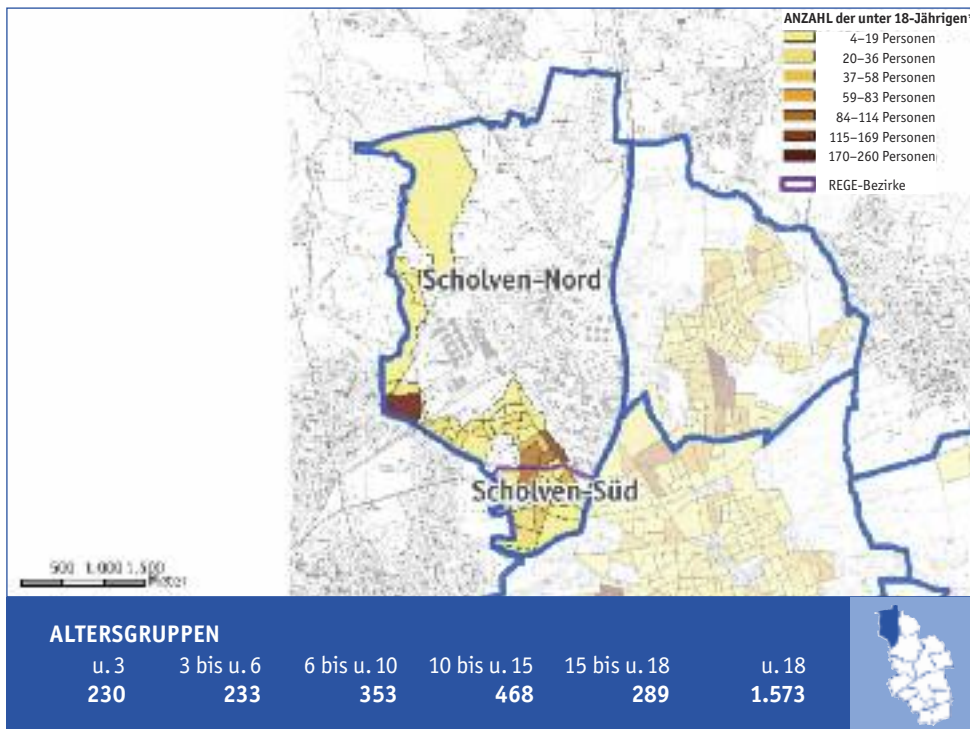 ANZAHL der unter 18-Jährigen*
4–19 Personen
20–36 Personen
37–58 Personen
59–83 Personen
84–114 Personen
115–169 Personen
170–260 Personen
REGE-Bezirke
Scholven-Nord
Scholven-Süd
500 1.000 1.500
Meter
ALTERSGRUPPEN
u. 3 3 bis u. 6 6 bis u. 10 10 bis u. 15 15 bis u. 18 u. 18
230 233 353 468 289 1.573